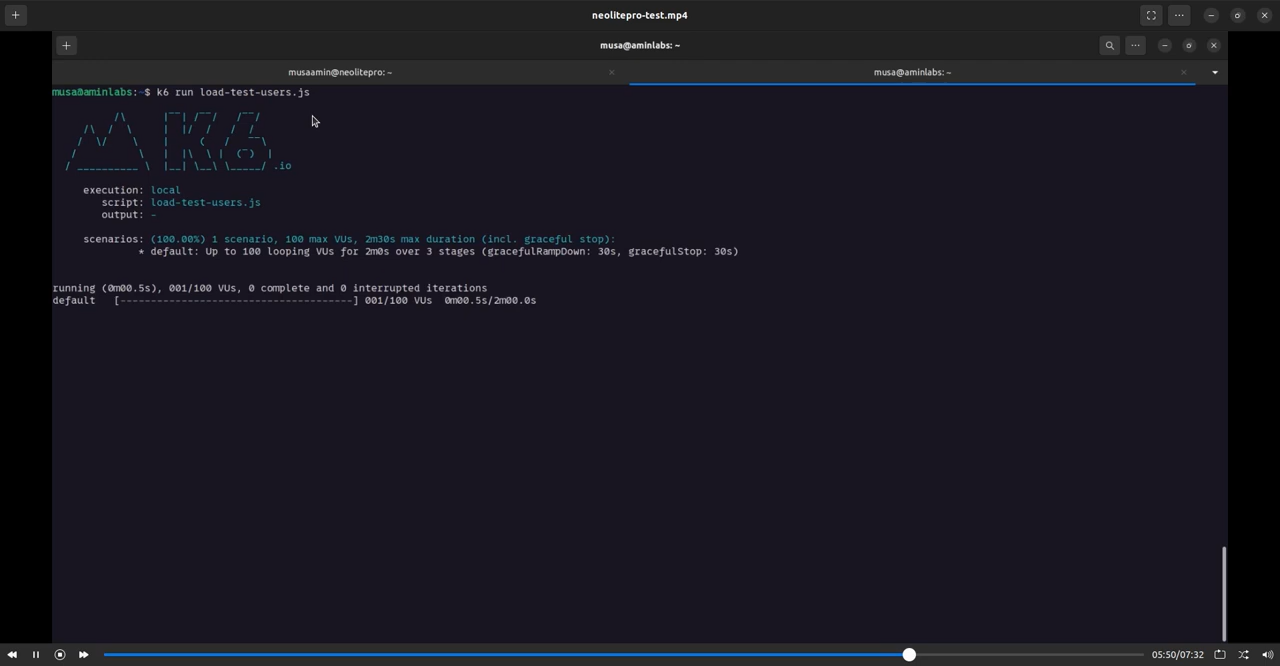 neolitepro-test.mp4
musa@aminlabs: ~
musaamin@neolitepro: ~
musa@aminlabs: ~
musa@aminlabs:~$ k6 run load-test-users.js
.io
execution: local
script: load-test-users.js
output: -
scenarios: (100.00%) 1 scenario, 100 max VUs, 2m30s max duration (incl. graceful stop):
* default: Up to 100 looping VUs for 2m0s over 3 stages (gracefulRampDown: 30s, gracefulStop: 30s)
running (0m00.5s), 001/100 VUs, 0 complete and 0 interrupted iterations
default [--------------------------------------] 001/100 VUs 0m00.5s/2m00.0s
05:50/07:32